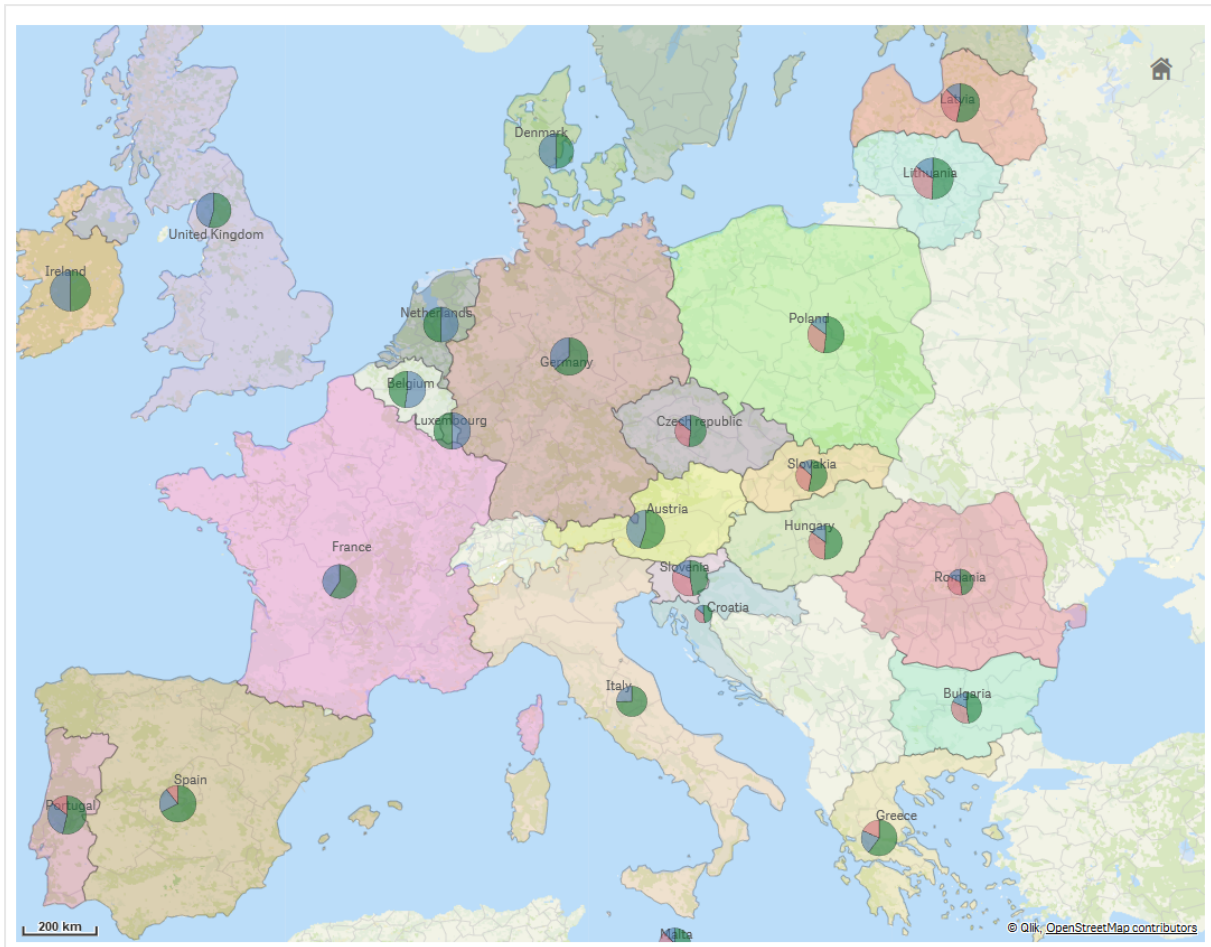 Latvia
Denmark
Lithuania
United Kingdom
Ireland
Netherlands
Poland
Germany
Belgium
Luxembourg
Czech republic
Slovakia
Austria
Hungary
France
Slovenia
Romania
Croatia
Italy
Bulgaria
Spain
Portugal
Greece
200 km
© Qlik, OpenStreetMap contributors
Malta